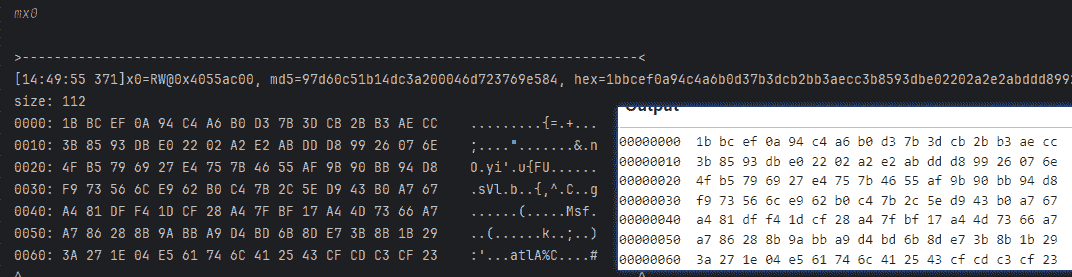 mx0
>-----------------------------------------------------------------------------<
[14:49:55 371]x0=RW@0x4055ac00, md5=97d60c51b14dc3a200046d723769e584, hex=1bbcef0a94c4a6b0d37b3dcb2bb3aecc3b8593dbe02202a2e2abddd899
size: 112
0000: 1B BC EF 0A 94 C4 A6 B0 D3 7B 3D CB 2B B3 AE CC    .........{=.+...
0010: 3B 85 93 DB E0 22 02 A2 E2 AB DD D8 99 26 07 6E    ;....".......&.n
0020: 4F B5 79 69 27 E4 75 7B 46 55 AF 9B 90 BB 94 D8    O.yi'.u{FU......
0030: F9 73 56 6C E9 62 B0 C4 7B 2C 5E D9 43 B0 A7 67    .sVl.b..{,^.C..g
0040: A4 81 DF F4 1D CF 28 A4 7F BF 17 A4 4D 73 66 A7    ......(.....Msf.
0050: A7 86 28 8B 9A BB A9 D4 BD 6B 8D E7 3B 8B 1B 29    ..(......k..;..)
0060: 3A 27 1E 04 E5 61 74 6C 41 25 43 CF CD C3 CF 23    :'...atlA%C....#
^ ^
Output
00000000 1b bc ef 0a 94 c4 a6 b0 d3 7b 3d cb 2b b3 ae cc
00000010 3b 85 93 db e0 22 02 a2 e2 ab dd d8 99 26 07 6e
00000020 4f b5 79 69 27 e4 75 7b 46 55 af 9b 90 bb 94 d8
00000030 f9 73 56 6c e9 62 b0 c4 7b 2c 5e d9 43 b0 a7 67
00000040 a4 81 df f4 1d cf 28 a4 7f bf 17 a4 4d 73 66 a7
00000050 a7 86 28 8b 9a bb a9 d4 bd 6b 8d e7 3b 8b 1b 29
00000060 3a 27 1e 04 e5 61 74 6c 41 25 43 cf cd c3 cf 23